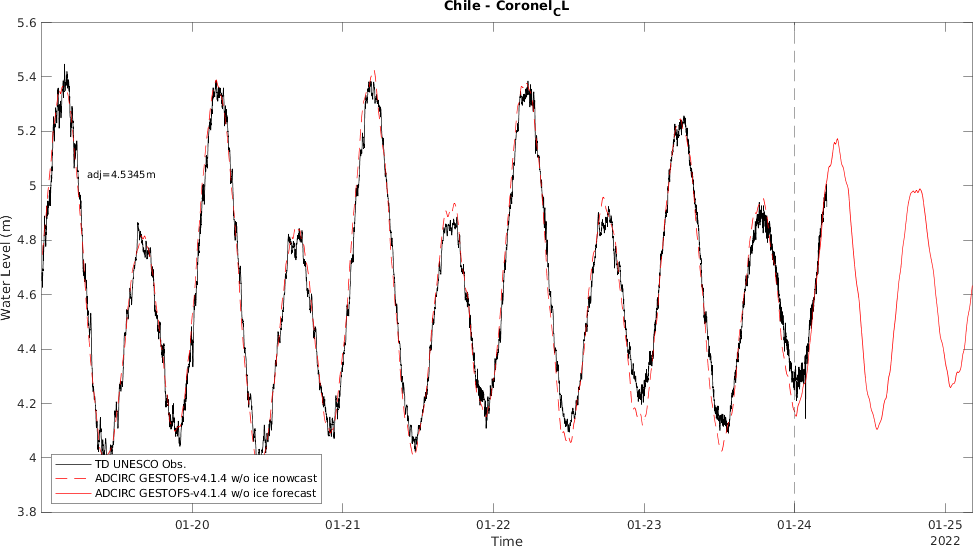 Chile - Coronel_CL
5.6
5.4
5.2
5
4.8
4.6
4.4
4.2
4
3.8
Water Level (m)
adj=4.5345m
TD UNESCO Obs.
ADCIRC GESTOFS-v4.1.4 w/o ice nowcast
ADCIRC GESTOFS-v4.1.4 w/o ice forecast
01-20
01-21
01-22
01-23
01-24
01-25
Time
2022